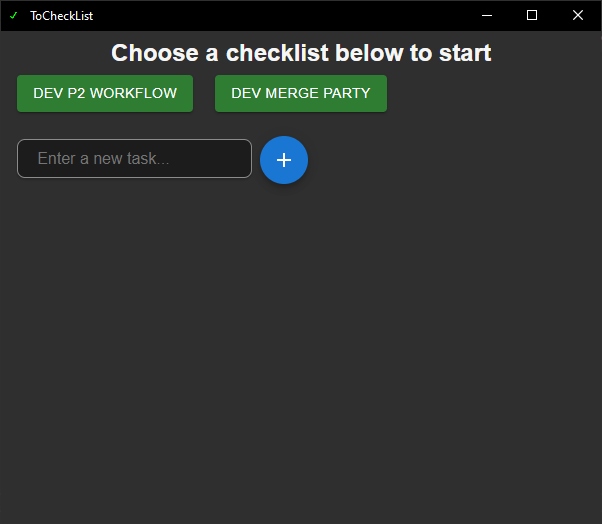 ToCheckList
Choose a checklist below to start
DEV P2 WORKFLOW DEV MERGE PARTY
Enter a new task...